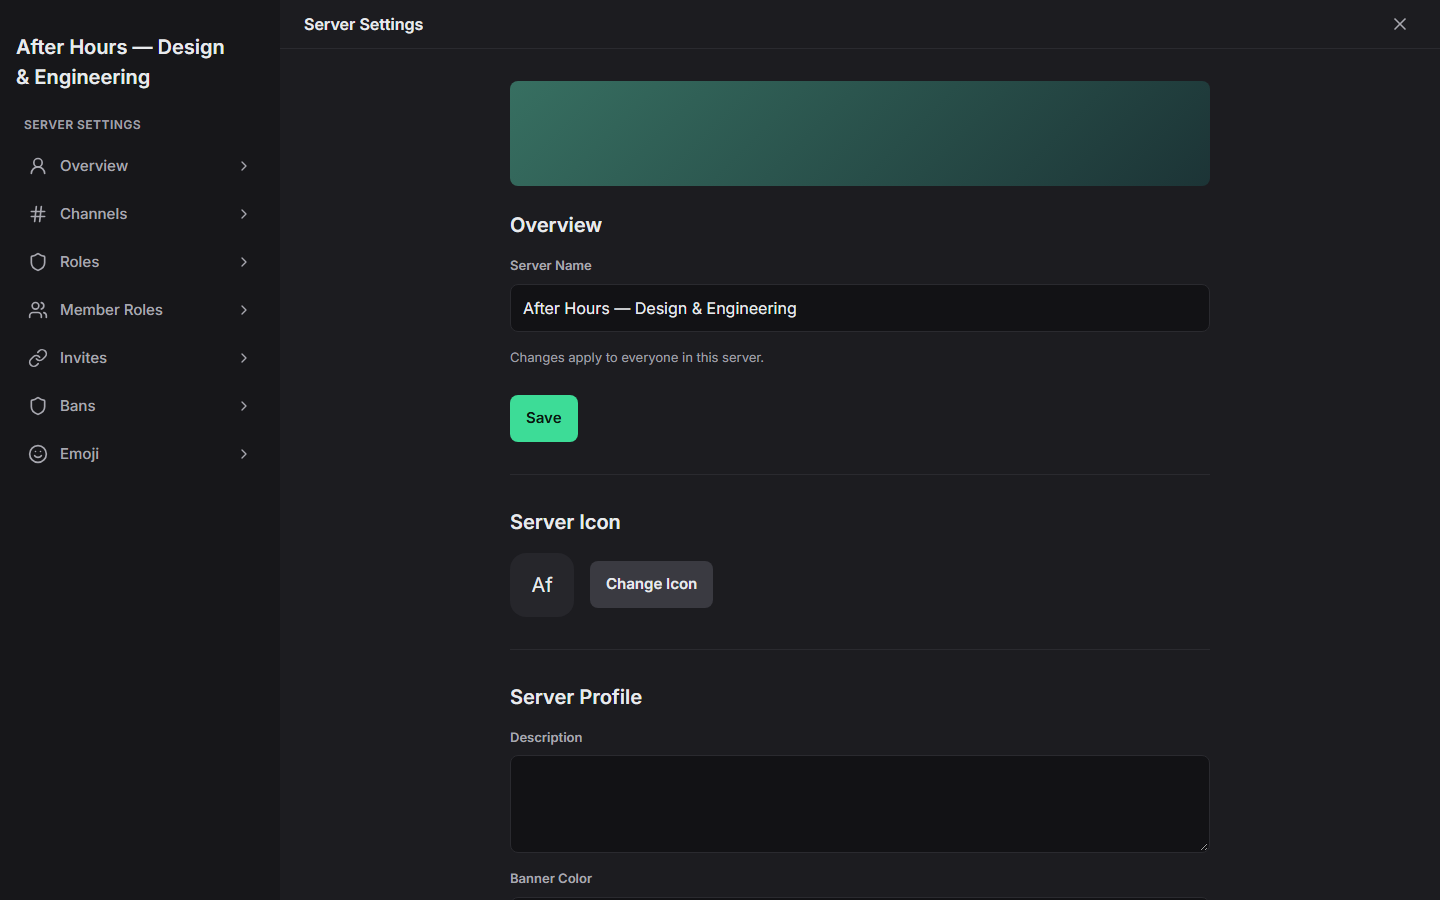 After Hours — Design
& Engineering
SERVER SETTINGS
Overview
Channels
Roles
Member Roles
Invites
Bans
Emoji
Server Settings
Overview
Server Name
After Hours — Design & Engineering
Changes apply to everyone in this server.
Save
Server Icon
Af
Change Icon
Server Profile
Description
Banner Color